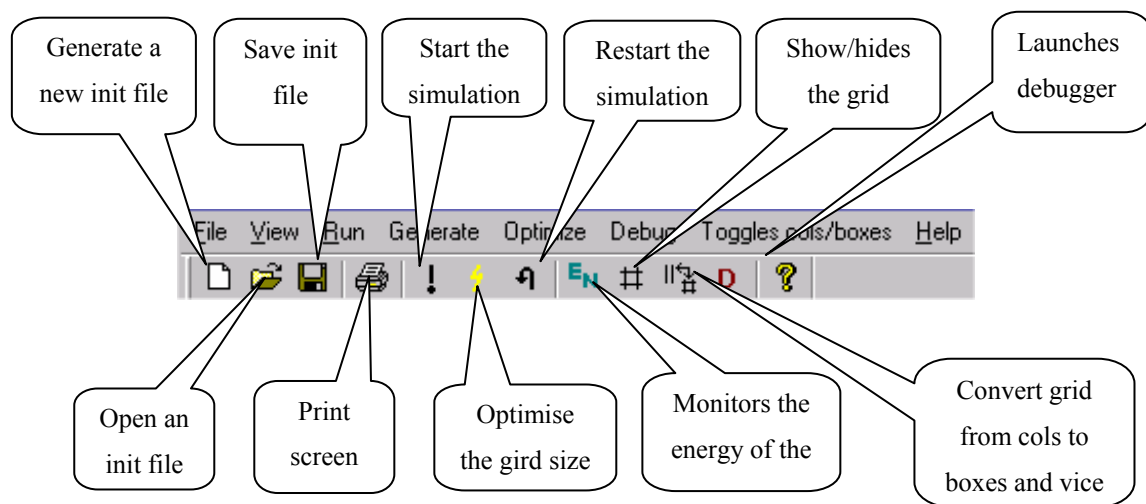 Generate a
new init file
Save init
file
Start the
simulation
Restart the
simulation
Show/hides
the grid
Launches
debugger
File View Run Generate Optimize Debug Toggles cols/boxes Help
! EN D ?
Open an
init file
Print
screen
Optimise
the gird size
Monitors the
energy of the
Convert grid
from cols to
boxes and vice